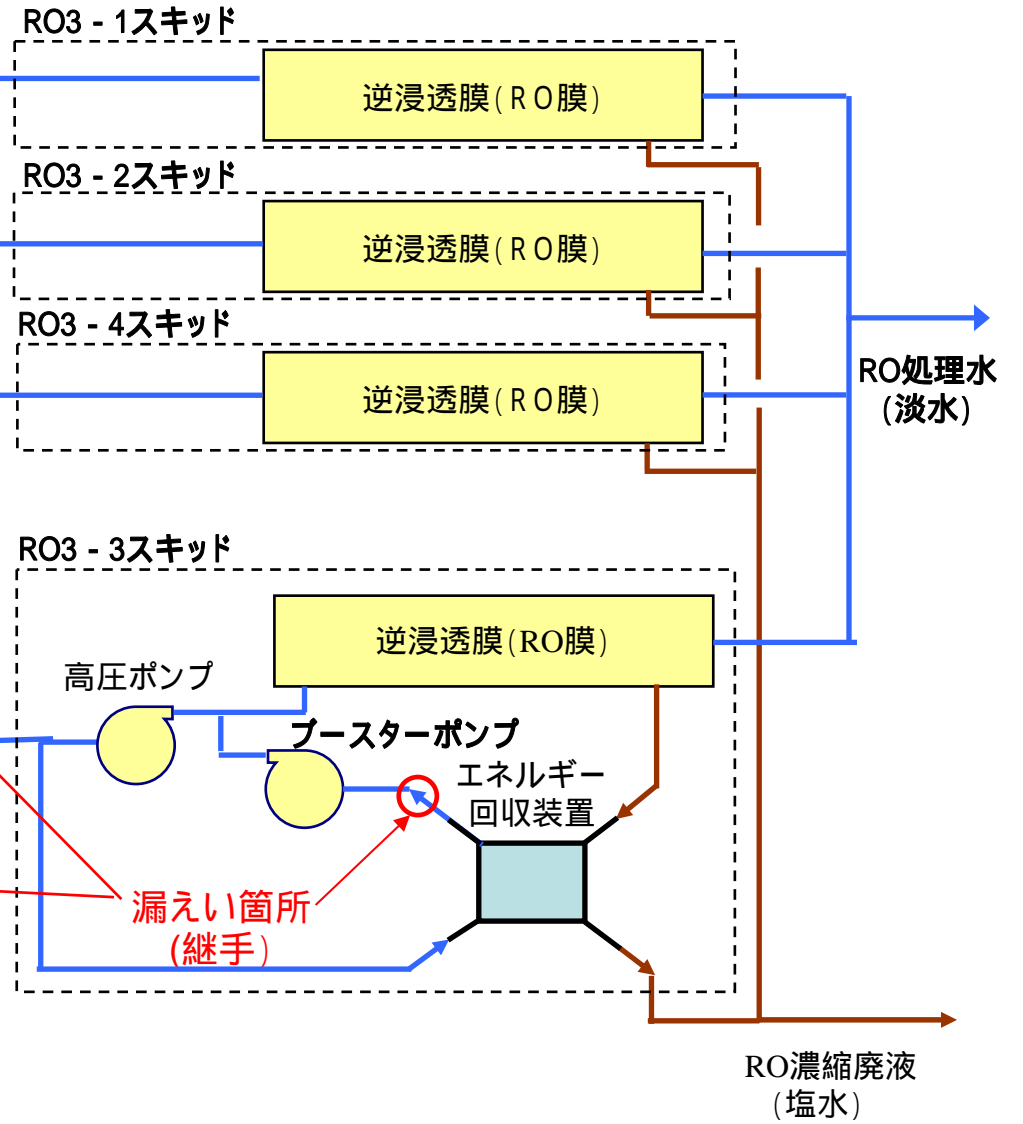 RO3 - 1スキッド
逆浸透膜(RO膜)
RO3 - 2スキッド
逆浸透膜(RO膜)
RO3 - 4スキッド
逆浸透膜(RO膜)
RO処理水
(淡水)
RO3 - 3スキッド
逆浸透膜(RO膜)
高圧ポンプ
ブースターポンプ
エネルギー
回収装置
漏えい箇所
(継手)
RO濃縮廃液
(塩水)